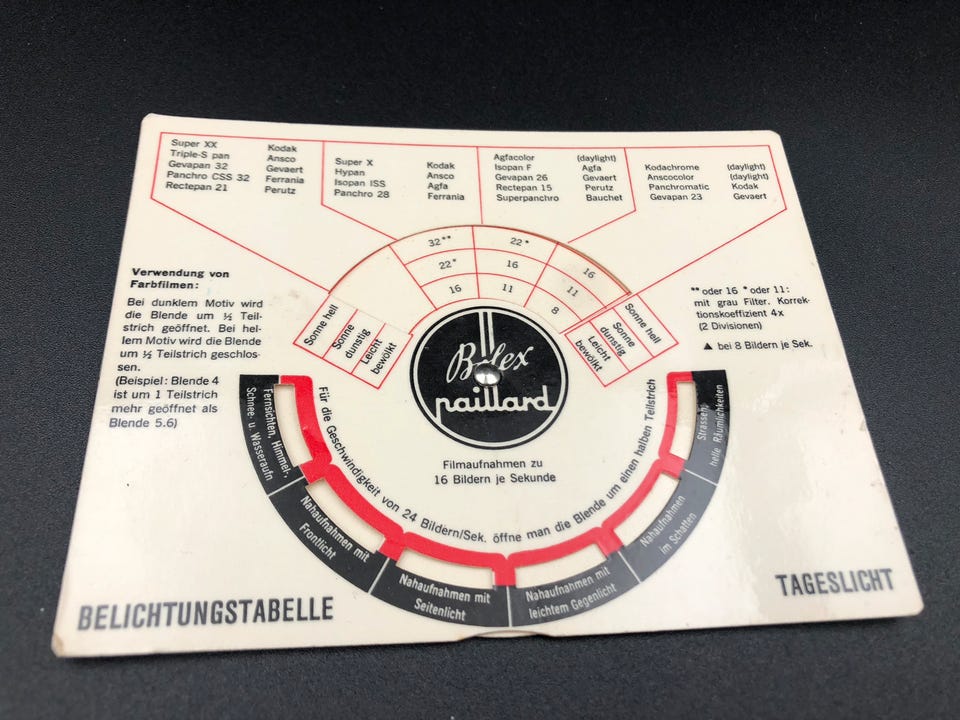 Super XX Kodak
Triple-S pan Ansco
Gevapan 32 Gevaert
Panchro CSS 32 Ferrania
Rectepan 21 Perutz
Super X Kodak
Hypan Ansco
Isopan ISS Agfa
Panchro 28 Ferrania
Agfacolor (daylight)
Isopan F Agfa
Gevapan 26 Gevaert
Rectepan 15 Perutz
Superpanchro Bauchet
Kodachrome (daylight)
Anscocolor (daylight)
Panchromatic Kodak
Gevapan 23 Gevaert
32** 22* 16
22* 16 11
16 11 8
Sonne hell
Sonne
dunstig
Leicht
bewölkt
Sonne hell
Sonne
dunstig
Leicht
bewölkt
Verwendung von
Farbfilmen:
Bei dunklem Motiv wird
die Blende um ½ Teil-
strich geöffnet. Bei hel-
lem Motiv wird die Blende
um ½ Teilstrich geschlos-
sen.
(Beispiel: Blende 4
ist um 1 Teilstrich
mehr geöffnet als
Blende 5.6)
** oder 16 * oder 11:
mit grau Filter. Korrek-
tionskoeffizient 4x
(2 Divisionen)
▲ bei 8 Bildern je Sek.
Bolex
paillard
Filmaufnahmen zu
16 Bildern je Sekunde
Für die Geschwindigkeit von 24 Bildern/Sek. öffne man die Blende um einen halben Teilstrich
Fernsichten, Himmel-,
Schnee- u. Wasseraufn
Nahaufnahmen mit
Frontlicht
Nahaufnahmen mit
Seitenlicht
Nahaufnahmen mit
leichtem Gegenlicht
Nahaufnahmen
im Schatten
Strassen,
helle Räumlichkeiten
BELICHTUNGSTABELLE
TAGESLICHT